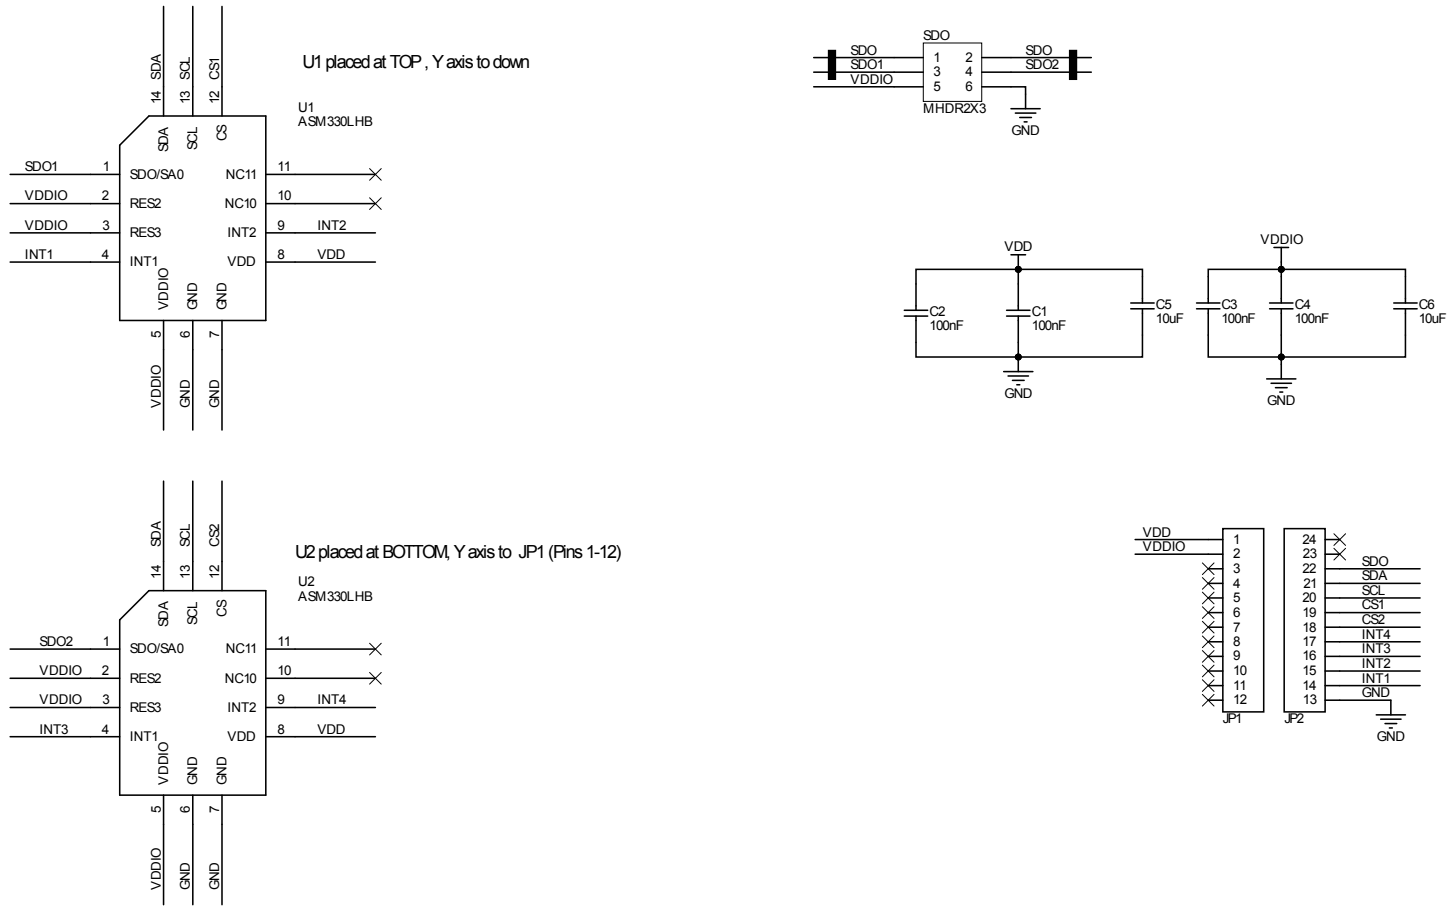 SDA
SCL
CS1
14
13
12
U1 placed at TOP , Y axis to down
U1
ASM330LHB
SDA
SCL
CS
SDO1 1 SDO/SA0 NC11 11
VDDIO 2 RES2 NC10 10
VDDIO 3 RES3 INT2 9 INT2
INT1 4 INT1 VDD 8 VDD
VDDIO
GND
GND
5
6
7
VDDIO
GND
GND
SDO
SDO 1 2 SDO
SDO1 3 4 SDO2
VDDIO 5 6
MHDR2X3
GND
VDD
C2
100nF
C1
100nF
C5
10uF
GND
VDDIO
C3
100nF
C4
100nF
C6
10uF
GND
SDA
SCL
CS2
14
13
12
U2 placed at BOTTOM, Y axis to JP1 (Pins 1-12)
U2
ASM330LHB
SDA
SCL
CS
SDO2 1 SDO/SA0 NC11 11
VDDIO 2 RES2 NC10 10
VDDIO 3 RES3 INT2 9 INT4
INT3 4 INT1 VDD 8 VDD
VDDIO
GND
GND
5
6
7
VDDIO
GND
GND
VDD 1 24
VDDIO 2 23
3 22 SDO
4 21 SDA
5 20 SCL
6 19 CS1
7 18 CS2
8 17 INT4
9 16 INT3
10 15 INT2
11 14 INT1
12 13 GND
JP1 JP2
GND